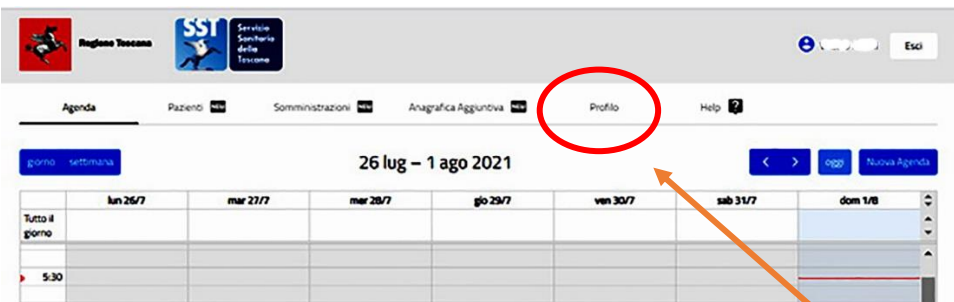 Regione Toscana
SST
Servizio
Sanitario
della
Toscana
Esci
Agenda Pazienti NEW Somministrazioni NEW Anagrafica Aggiuntiva NEW Profilo Help ?
giorno settimana 26 lug – 1 ago 2021 < > oggi Nuova Agenda
lun 26/7 mar 27/7 mer 28/7 gio 29/7 ven 30/7 sab 31/7 dom 1/8
Tutto il
giorno
5:30